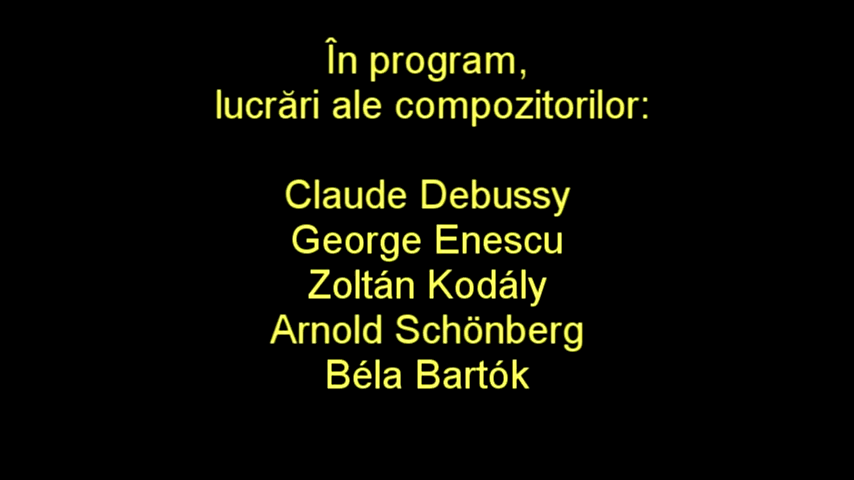 În program,
lucrări ale compozitorilor:
Claude Debussy
George Enescu
Zoltán Kodály
Arnold Schönberg
Béla Bartók